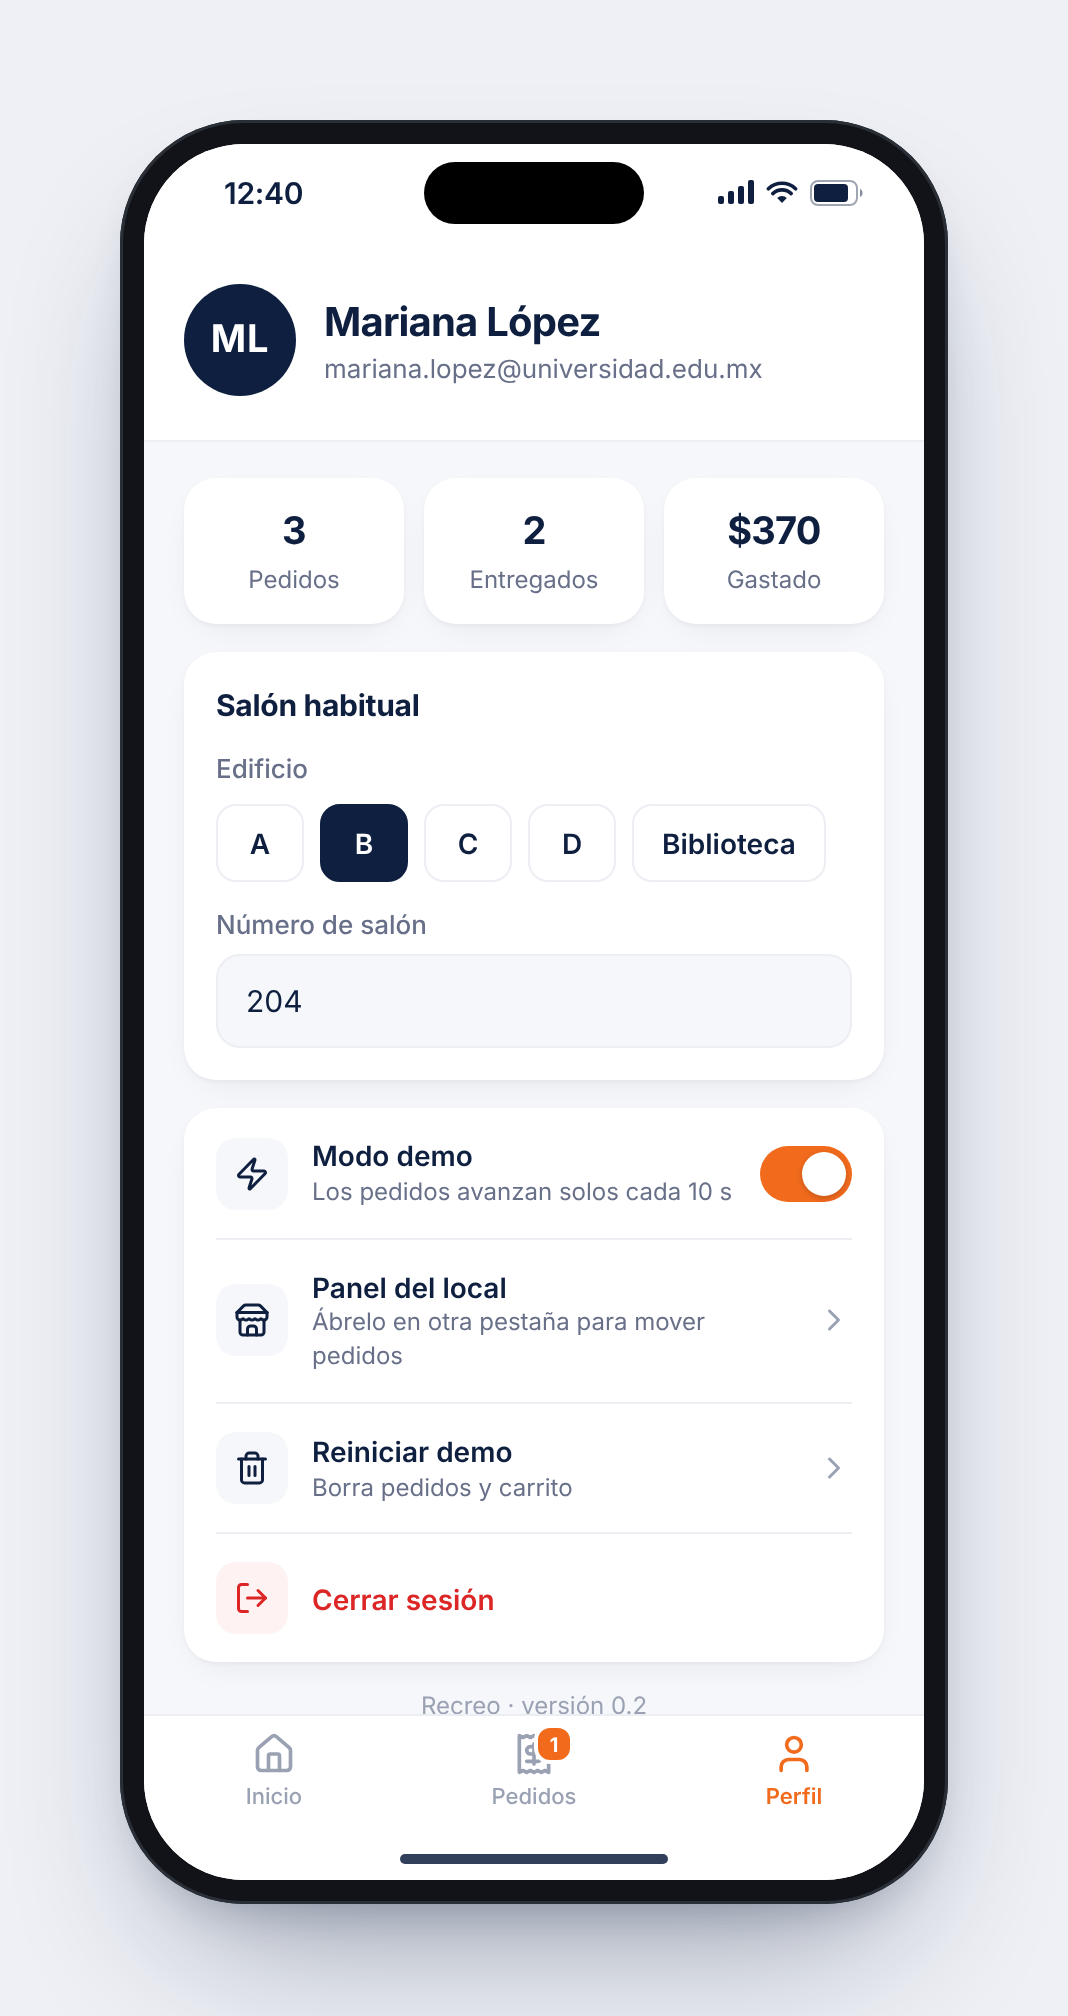 12:40
ML
Mariana López
mariana.lopez@universidad.edu.mx
3
Pedidos
2
Entregados
$370
Gastado
Salón habitual
Edificio
A
B
C
D
Biblioteca
Número de salón
204
Modo demo
Los pedidos avanzan solos cada 10 s
Panel del local
Ábrelo en otra pestaña para mover
pedidos
Reiniciar demo
Borra pedidos y carrito
Cerrar sesión
Recreo · versión 0.2
1
Inicio
Pedidos
Perfil